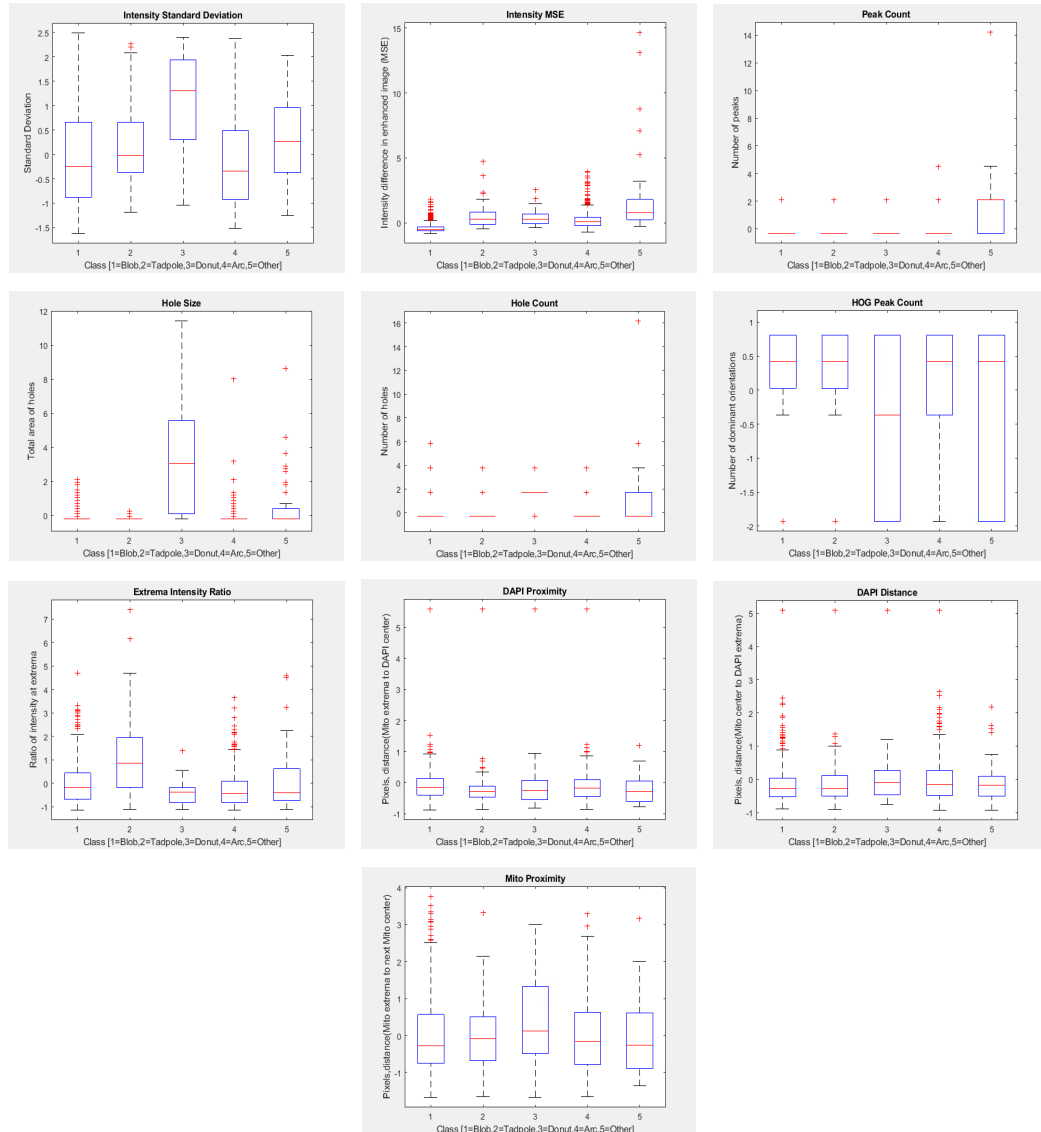 Intensity Standard Deviation
Standard Deviation
2.5
2
1.5
1
0.5
0
-0.5
-1
-1.5
1 2 3 4 5
Class [1=Blob,2=Tadpole,3=Donut,4=Arc,5=Other]
Intensity MSE
Intensity difference in enhanced image (MSE)
15
10
5
0
1 2 3 4 5
Class [1=Blob,2=Tadpole,3=Donut,4=Arc,5=Other]
Peak Count
Number of peaks
14
12
10
8
6
4
2
0
1 2 3 4 5
Class [1=Blob,2=Tadpole,3=Donut,4=Arc,5=Other]
Hole Size
Total area of holes
12
10
8
6
4
2
0
1 2 3 4 5
Class [1=Blob,2=Tadpole,3=Donut,4=Arc,5=Other]
Hole Count
Number of holes
16
14
12
10
8
6
4
2
0
1 2 3 4 5
Class [1=Blob,2=Tadpole,3=Donut,4=Arc,5=Other]
HOG Peak Count
Number of dominant orientations
1
0.5
0
-0.5
-1
-1.5
-2
1 2 3 4 5
Class [1=Blob,2=Tadpole,3=Donut,4=Arc,5=Other]
Extrema Intensity Ratio
Ratio of intensity at extrema
7
6
5
4
3
2
1
0
-1
1 2 3 4 5
Class [1=Blob,2=Tadpole,3=Donut,4=Arc,5=Other]
DAPI Proximity
Pixels, distance(Mito extrema to DAPI center)
5
4
3
2
1
0
-1
1 2 3 4 5
Class [1=Blob,2=Tadpole,3=Donut,4=Arc,5=Other]
DAPI Distance
Pixels, distance(Mito center to DAPI extrema)
5
4
3
2
1
0
-1
1 2 3 4 5
Class [1=Blob,2=Tadpole,3=Donut,4=Arc,5=Other]
Mito Proximity
Pixels,distance(Mito extrema to next Mito center)
4
3
2
1
0
-1
1 2 3 4 5
Class [1=Blob,2=Tadpole,3=Donut,4=Arc,5=Other]